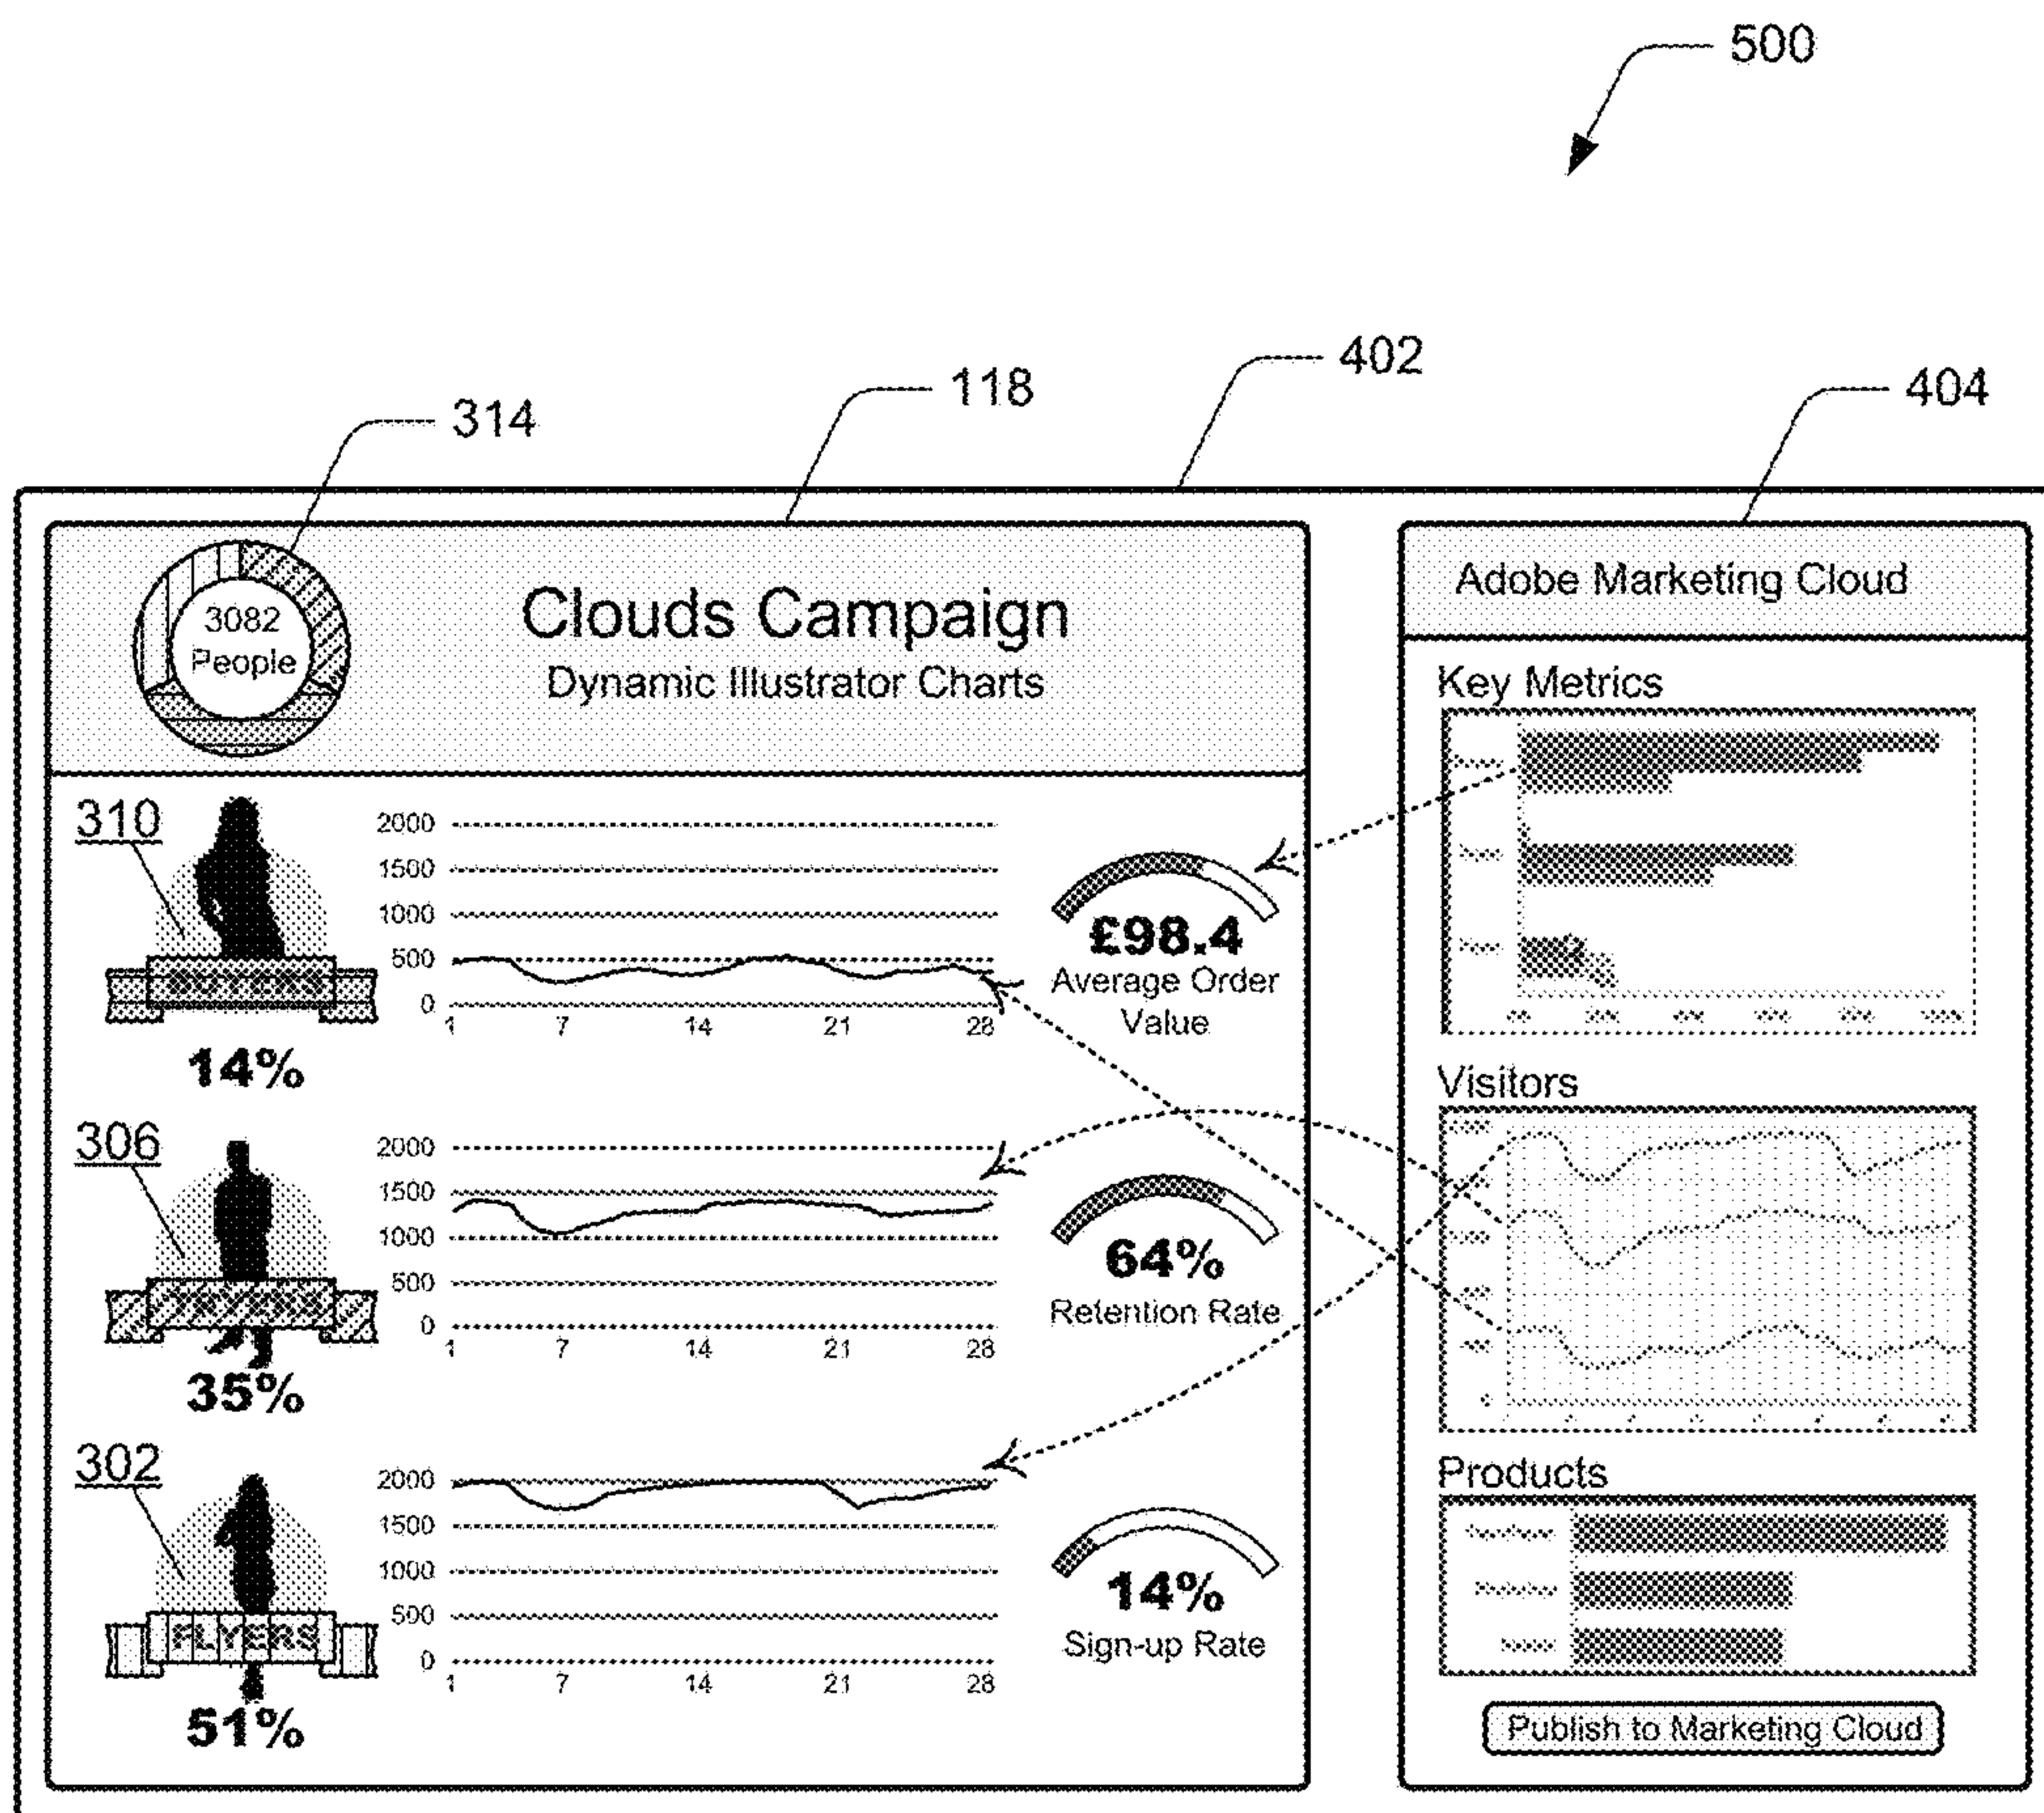 500
402
118
404
314
3082
People
Clouds Campaign
Dynamic Illustrator Charts
310
2000
1500
1000
500
0
1 7 14 21 28
BUYERS
14%
£98.4
Average Order
Value
306
2000
1500
1000
500
0
1 7 14 21 28
TRYERS
35%
64%
Retention Rate
302
2000
1500
1000
500
0
1 7 14 21 28
FLYERS
51%
14%
Sign-up Rate
Adobe Marketing Cloud
Key Metrics
Visitors
Products
Publish to Marketing Cloud